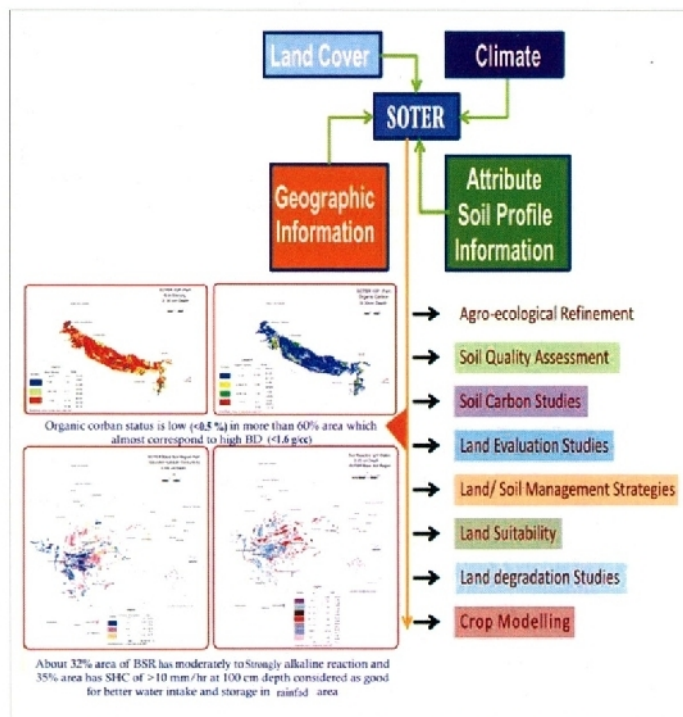 Land Cover
Climate
SOTER
Geographic
Information
Attribute
Soil Profile
Information
Organic corban status is low (<0.5 %) in more than 60% area which
almost correspond to high BD (<1.6 g/cc)
About 32% area of BSR has moderately to Strongly alkaline reaction and
35% area has SHC of >10 mm/hr at 100 cm depth considered as good
for better water intake and storage in rainfad area
Agro-ecological Refinement
Soil Quality Assessment
Soil Carbon Studies
Land Evaluation Studies
Land/ Soil Management Strategies
Land Suitability
Land degradation Studies
Crop Modelling